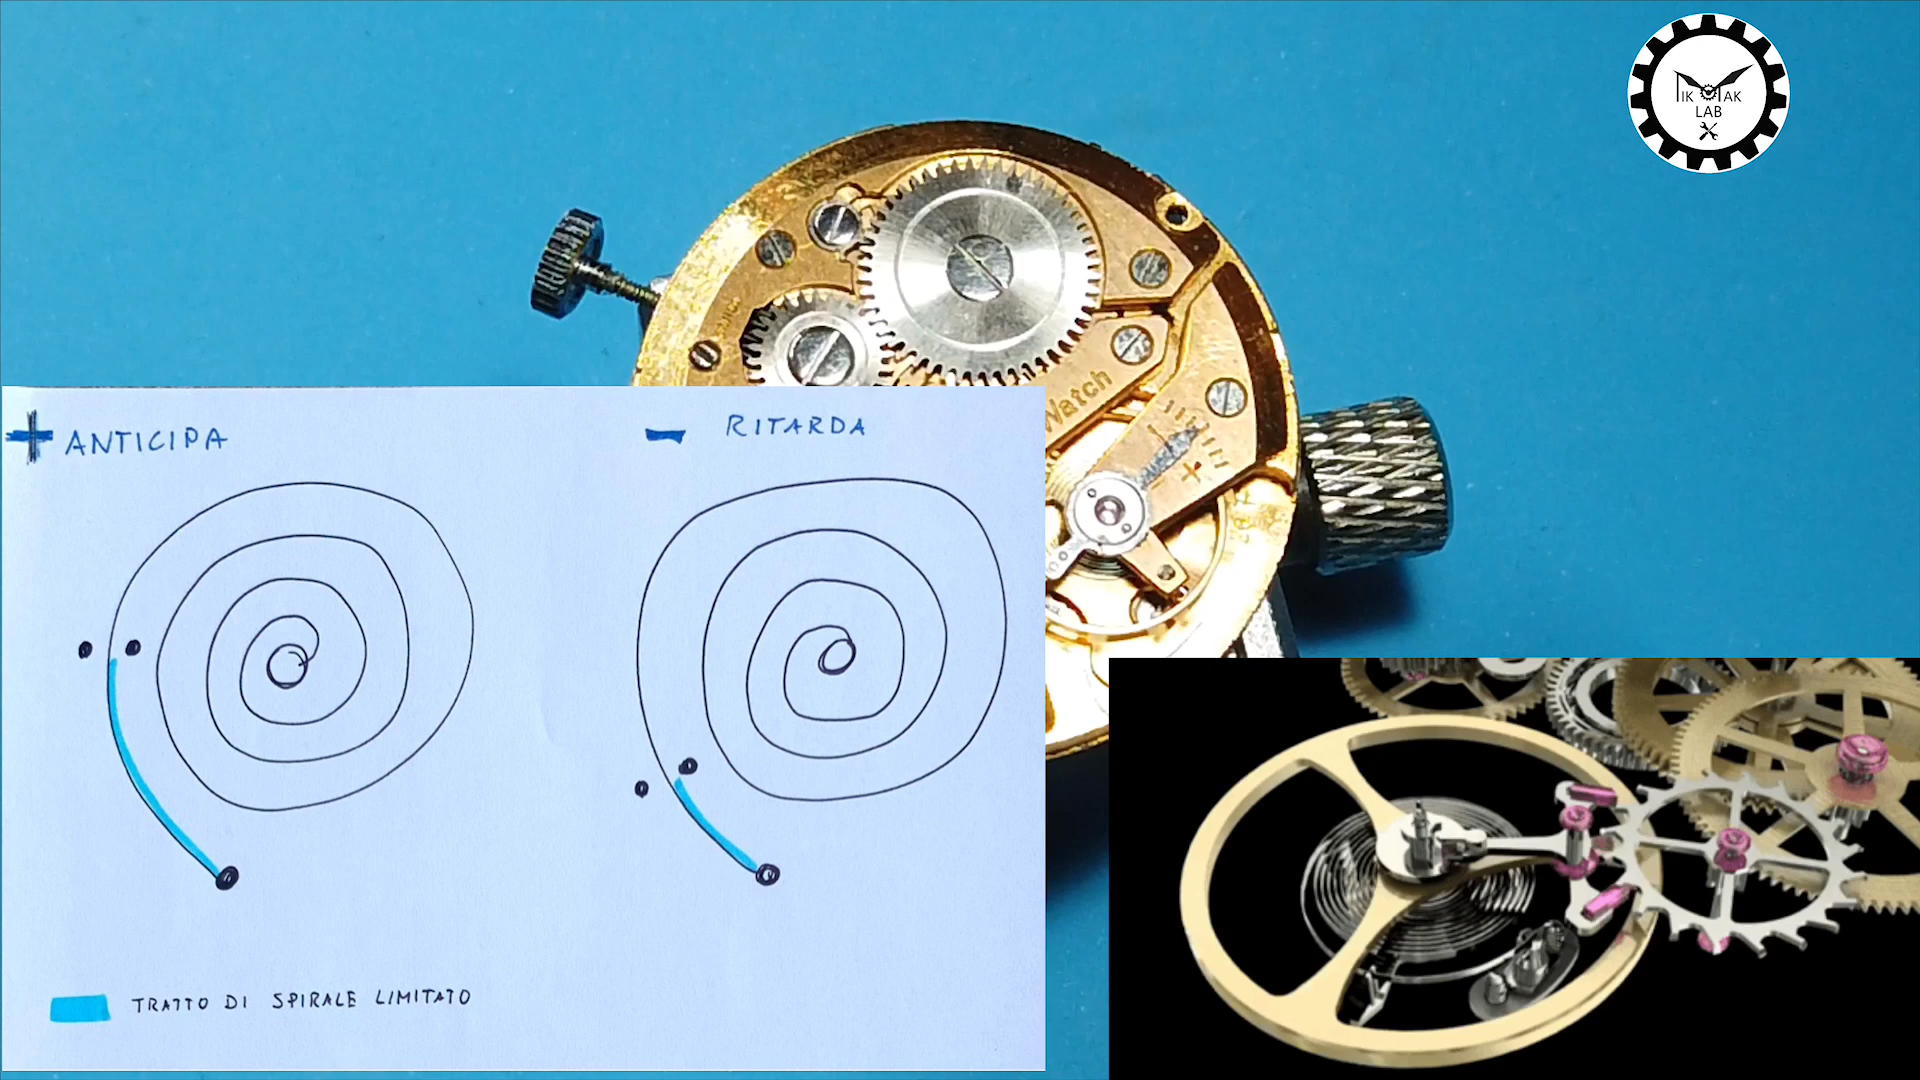 TIK TAK
LAB
Watch
+
+ ANTICIPA
- RITARDA
TRATTO DI SPIRALE LIMITATO